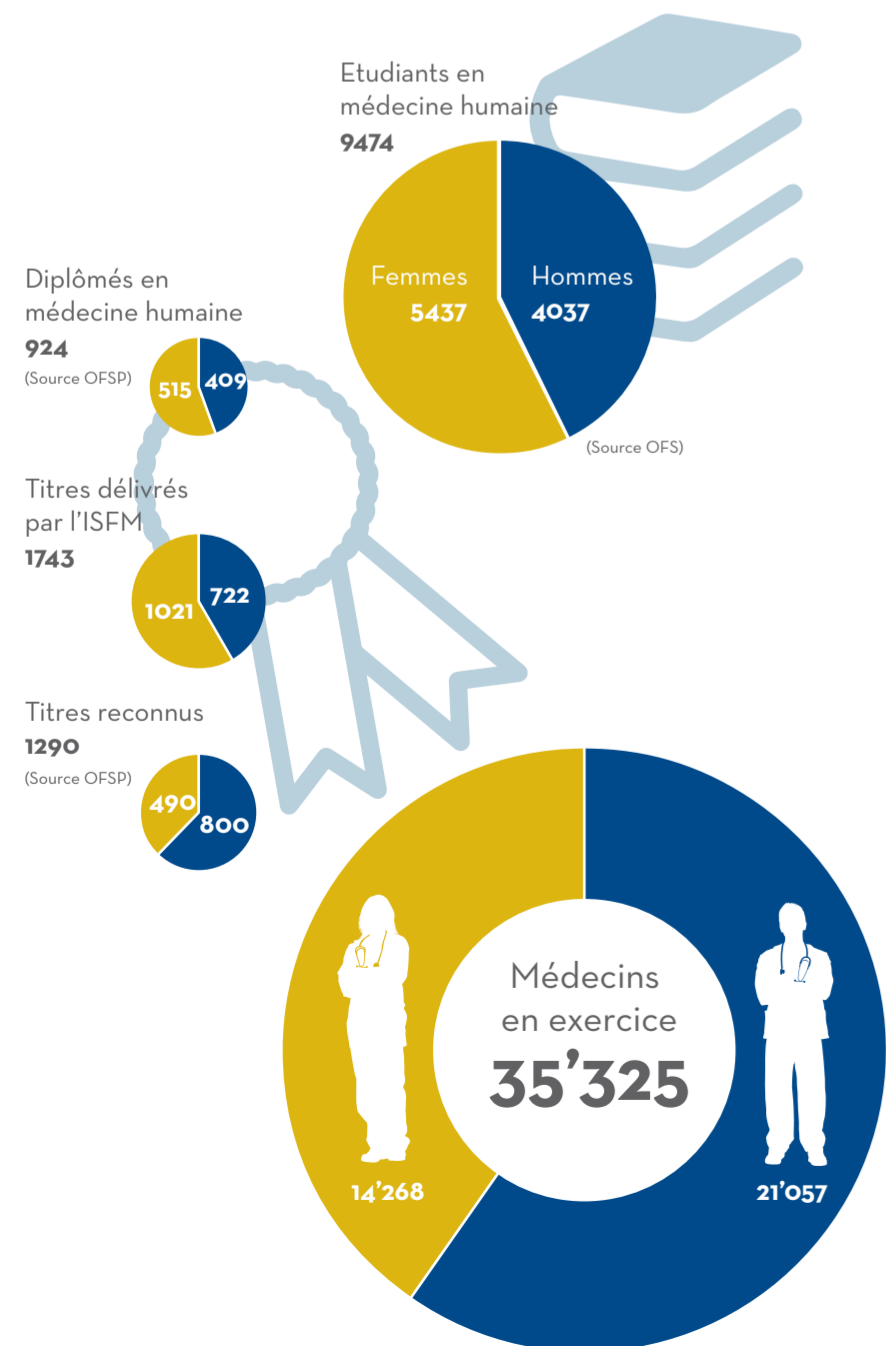 Etudiants en
médecine humaine
9474
Femmes
5437
Hommes
4037
(Source OFS)
Diplômés en
médecine humaine
924
(Source OFSP)
515
409
Titres délivrés
par l'ISFM
1743
1021
722
Titres reconnus
1290
(Source OFSP)
490
800
Médecins
en exercice
35'325
14'268
21'057